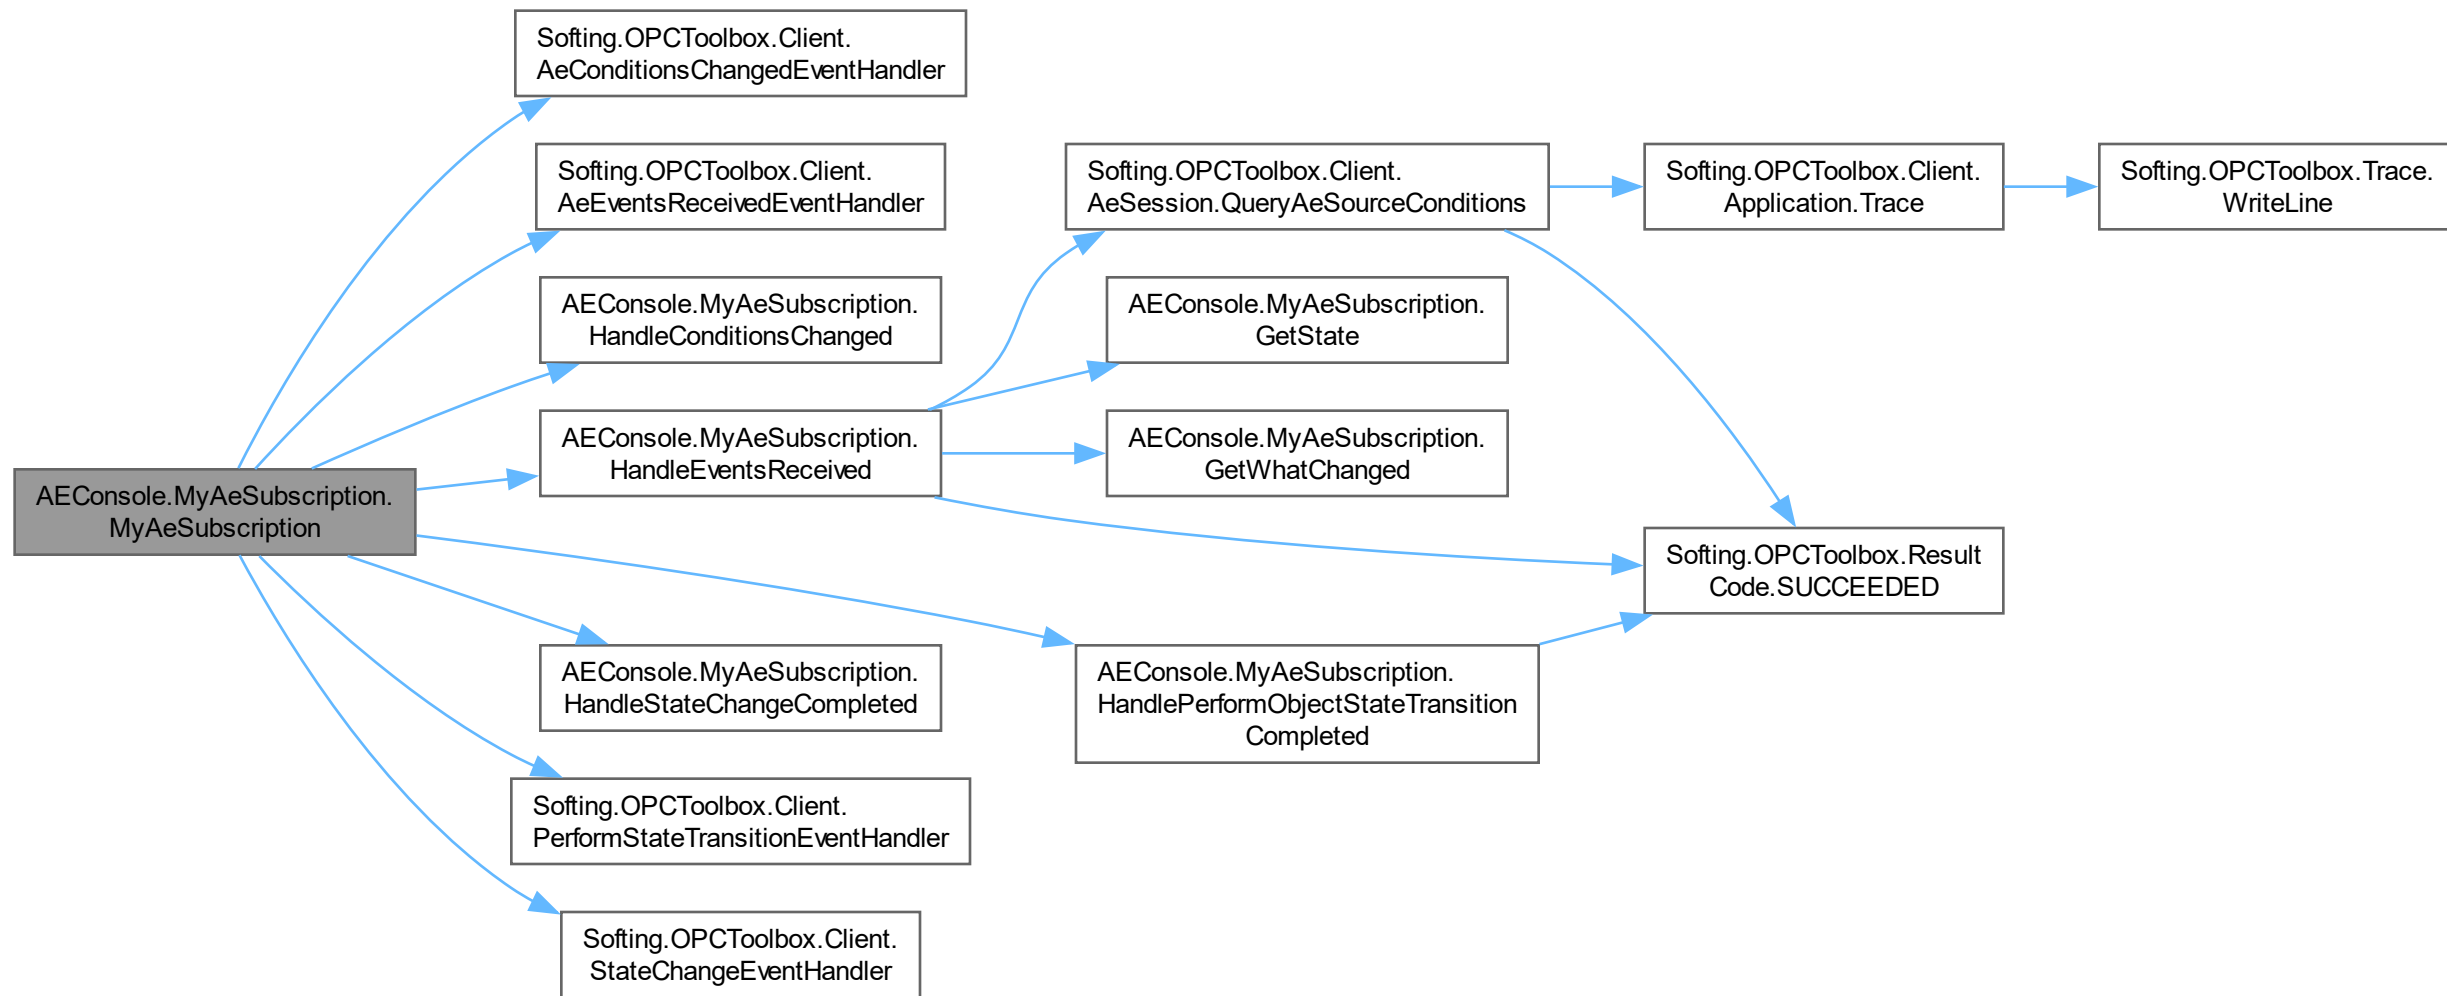 Softing.OPCToolbox.Client.
AeConditionsChangedEventHandler
Softing.OPCToolbox.Client.
AeEventsReceivedEventHandler
Softing.OPCToolbox.Client.
AeSession.QueryAeSourceConditions
Softing.OPCToolbox.Client.
Application.Trace
Softing.OPCToolbox.Trace.
WriteLine
AEConsole.MyAeSubscription.
HandleConditionsChanged
AEConsole.MyAeSubscription.
GetState
AEConsole.MyAeSubscription.
HandleEventsReceived
AEConsole.MyAeSubscription.
GetWhatChanged
AEConsole.MyAeSubscription.
MyAeSubscription
Softing.OPCToolbox.Result
Code.SUCCEEDED
AEConsole.MyAeSubscription.
HandleStateChangeCompleted
AEConsole.MyAeSubscription.
HandlePerformObjectStateTransition
Completed
Softing.OPCToolbox.Client.
PerformStateTransitionEventHandler
Softing.OPCToolbox.Client.
StateChangeEventHandler